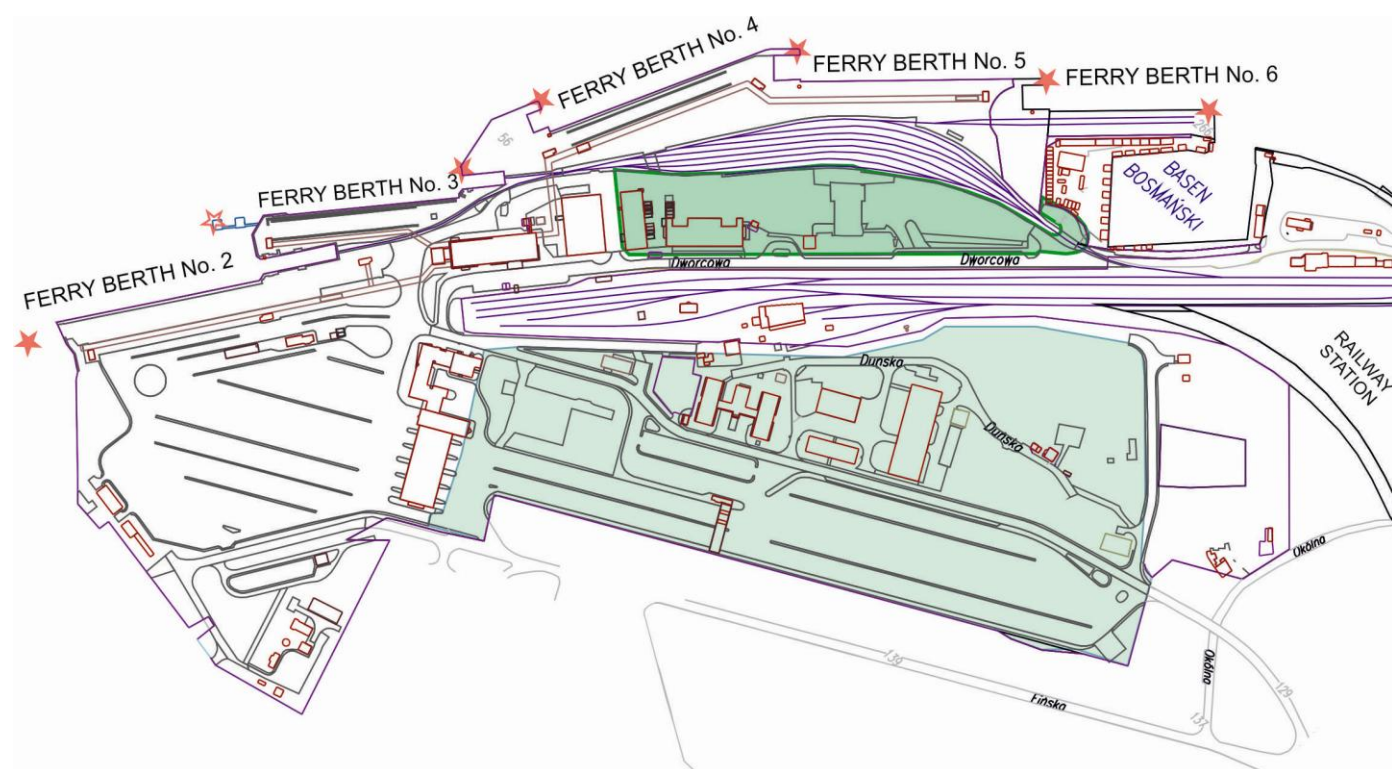 FERRY BERTH No. 4
FERRY BERTH No. 5
FERRY BERTH No. 6
56
FERRY BERTH No. 3
BASEN
BOSMAŃSKI
FERRY BERTH No. 2
Dworcowa
Dworcowa
RAILWAY
STATION
Duńska
Duńska
Okólna
Okólna
139
129
Fińska
137